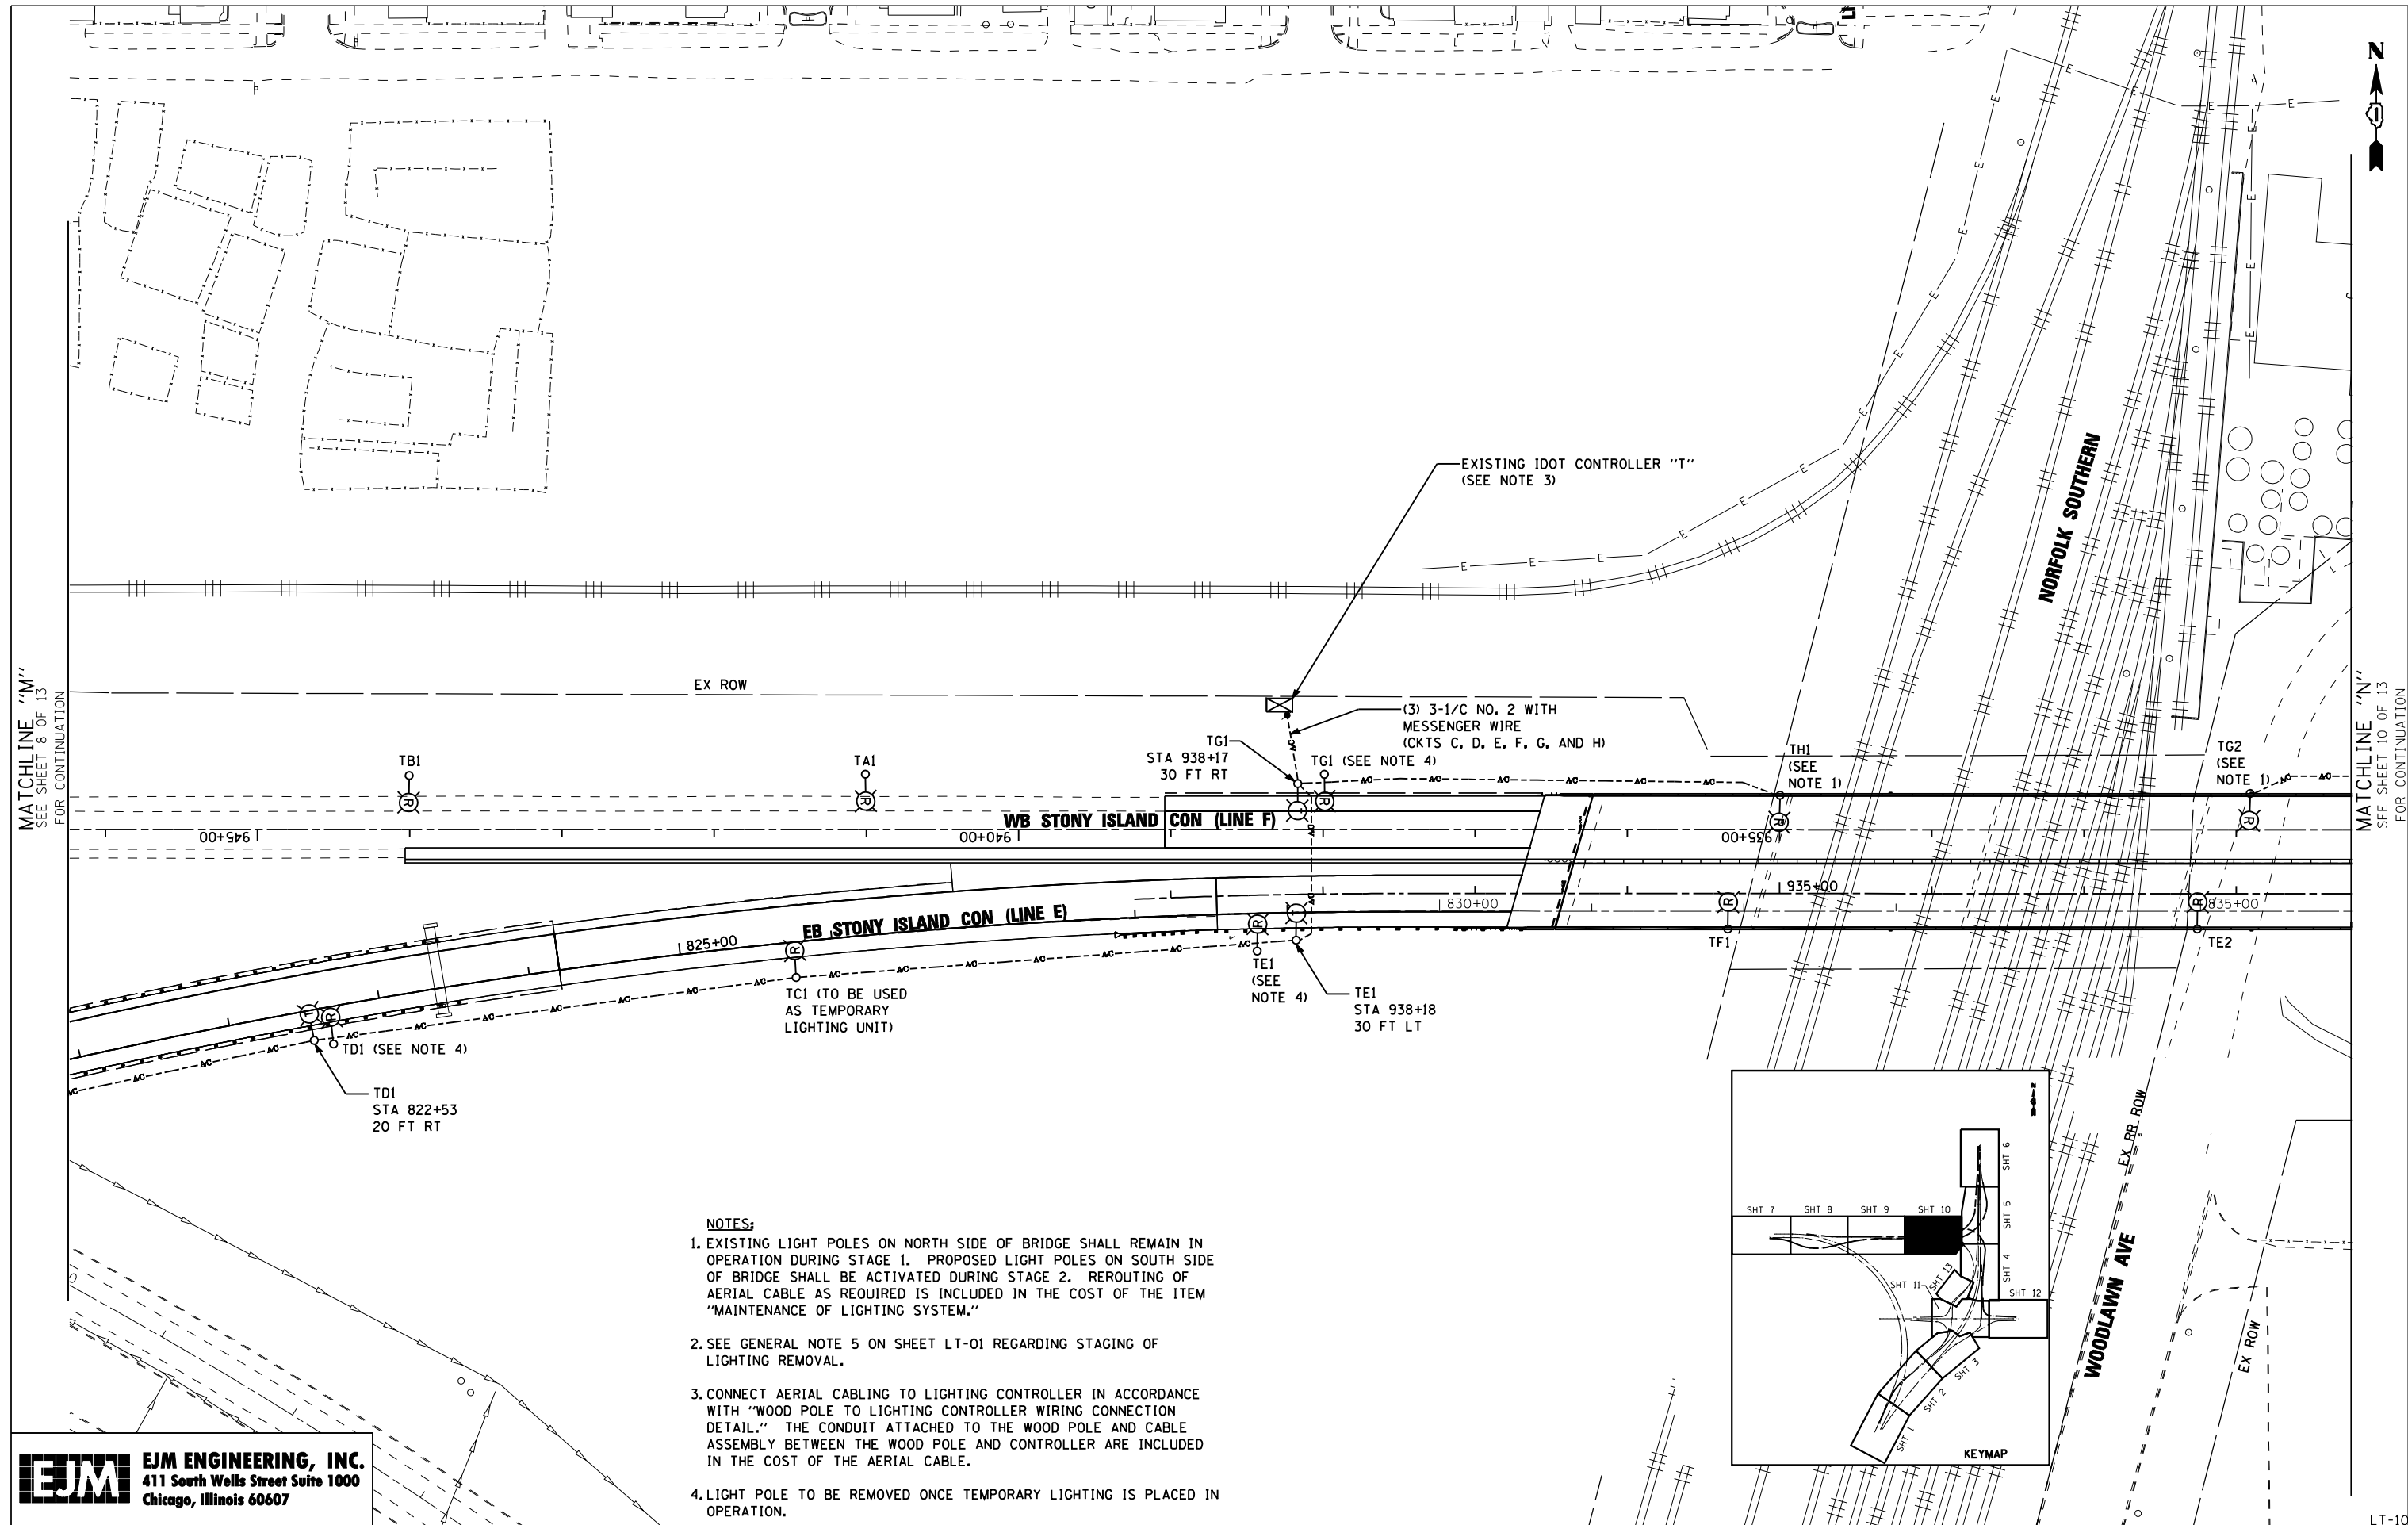 N
1
EXISTING IDOT CONTROLLER "T"
(SEE NOTE 3)
NORFOLK SOUTHERN
MATCHLINE "M"
SEE SHEET 8 OF 13
FOR CONTINUATION
EX ROW
(3) 3-1/C NO. 2 WITH
MESSENGER WIRE
(CKTS C, D, E, F, G, AND H)
TG1
STA 938+17
30 FT RT
TG1 (SEE NOTE 4)
TB1
TA1
TH1
(SEE
NOTE 1)
TG2
(SEE
NOTE 1)
MATCHLINE "N"
SEE SHEET 10 OF 13
FOR CONTINUATION
WB STONY ISLAND CON (LINE F)
945+00
940+00
935+00
EB STONY ISLAND CON (LINE E)
825+00
830+00
935+00
835+00
TF1
TE2
TC1 (TO BE USED
AS TEMPORARY
LIGHTING UNIT)
TE1
(SEE
NOTE 4)
TE1
STA 938+18
30 FT LT
TD1 (SEE NOTE 4)
TD1
STA 822+53
20 FT RT
NOTES:
1. EXISTING LIGHT POLES ON NORTH SIDE OF BRIDGE SHALL REMAIN IN
OPERATION DURING STAGE 1. PROPOSED LIGHT POLES ON SOUTH SIDE
OF BRIDGE SHALL BE ACTIVATED DURING STAGE 2. REROUTING OF
AERIAL CABLE AS REQUIRED IS INCLUDED IN THE COST OF THE ITEM
"MAINTENANCE OF LIGHTING SYSTEM."
2. SEE GENERAL NOTE 5 ON SHEET LT-01 REGARDING STAGING OF
LIGHTING REMOVAL.
3. CONNECT AERIAL CABLING TO LIGHTING CONTROLLER IN ACCORDANCE
WITH "WOOD POLE TO LIGHTING CONTROLLER WIRING CONNECTION
DETAIL." THE CONDUIT ATTACHED TO THE WOOD POLE AND CABLE
ASSEMBLY BETWEEN THE WOOD POLE AND CONTROLLER ARE INCLUDED
IN THE COST OF THE AERIAL CABLE.
4. LIGHT POLE TO BE REMOVED ONCE TEMPORARY LIGHTING IS PLACED IN
OPERATION.
SHT 6
SHT 5
SHT 7
SHT 8
SHT 9
SHT 10
SHT 4
SHT 13
SHT 11
SHT 12
SHT 3
SHT 2
SHT 1
KEYMAP
EX RR ROW
WOODLAWN AVE
EX ROW
EJM
EJM ENGINEERING, INC.
411 South Wells Street Suite 1000
Chicago, Illinois 60607
LT-10